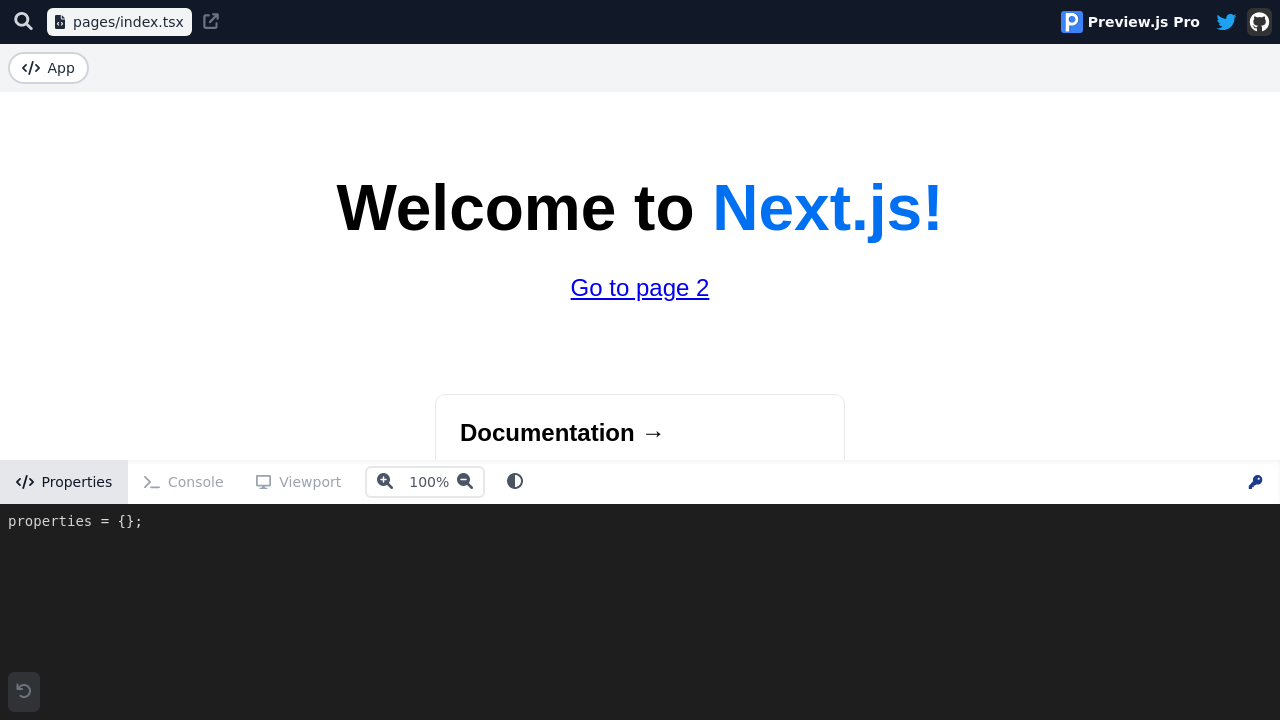 pages/index.tsx
Preview.js Pro
App
Welcome to Next.js!
Go to page 2
Documentation →
Properties
Console
Viewport
100%
properties = {};